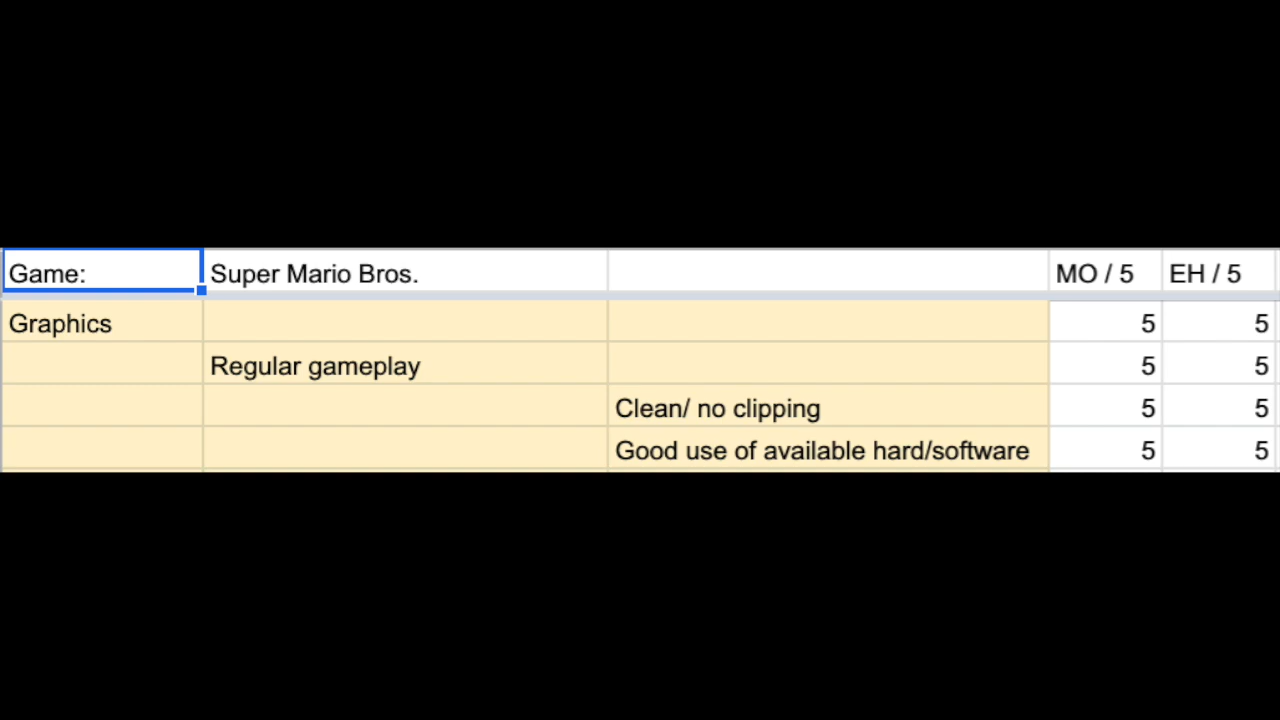 Game: Super Mario Bros. MO / 5 EH / 5
Graphics 5 5
Regular gameplay 5 5
Clean/ no clipping 5 5
Good use of available hard/software 5 5